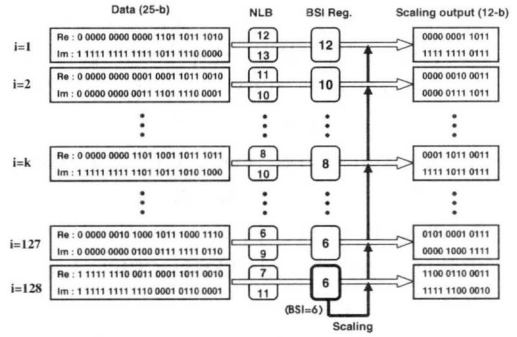 Data (25-b) NLB BSI Reg. Scaling output (12-b)
i=1 Re : 0 0000 0000 0000 1101 1011 1010 12 12 0000 0001 1011
Im : 1 1111 1111 1111 1011 1110 0000 13 1111 1111 0111
i=2 Re : 0 0000 0000 0001 0001 1011 0010 11 10 0000 0010 0011
Im : 0 0000 0000 0011 1101 1110 0001 10 0000 0111 1011
i=k Re : 0 0000 0000 1101 1001 1011 1011 8 8 0001 1011 0011
Im : 1 1111 1111 1101 1011 1010 1000 10 1111 1011 0111
i=127 Re : 0 0000 0010 1000 1011 1000 1110 6 6 0101 0001 0111
Im : 0 0000 0000 0100 0111 1111 0110 9 0000 1000 1111
i=128 Re : 1 1111 1110 0011 0001 1011 0010 7 6 1100 0110 0011
Im : 1 1111 1111 1110 0001 0110 0001 11 1111 1100 0010
(BSI=6)
Scaling